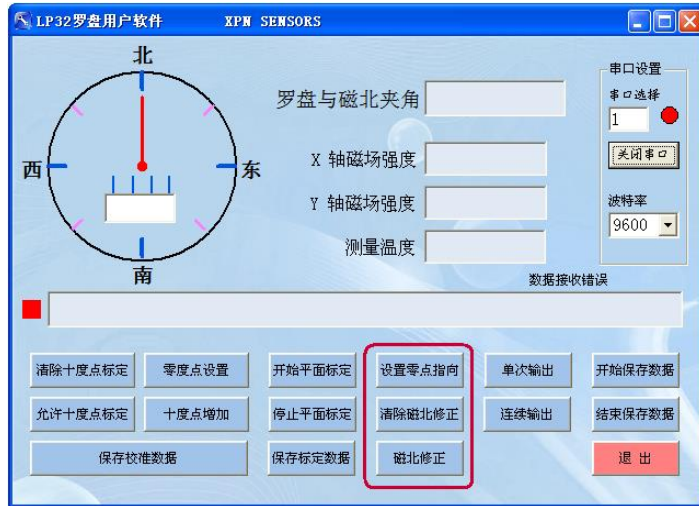 LP32罗盘用户软件 XPN SENSORS
北
西
东
南
罗盘与磁北夹角
X 轴磁场强度
Y 轴磁场强度
测量温度
串口设置
串口选择
1
关闭串口
波特率
9600
数据接收错误
清除十度点标定 零度点设置 开始平面标定 设置零点指向 单次输出 开始保存数据
允许十度点标定 十度点增加 停止平面标定 清除磁北修正 连续输出 结束保存数据
保存校准数据 保存标定数据 磁北修正 退 出